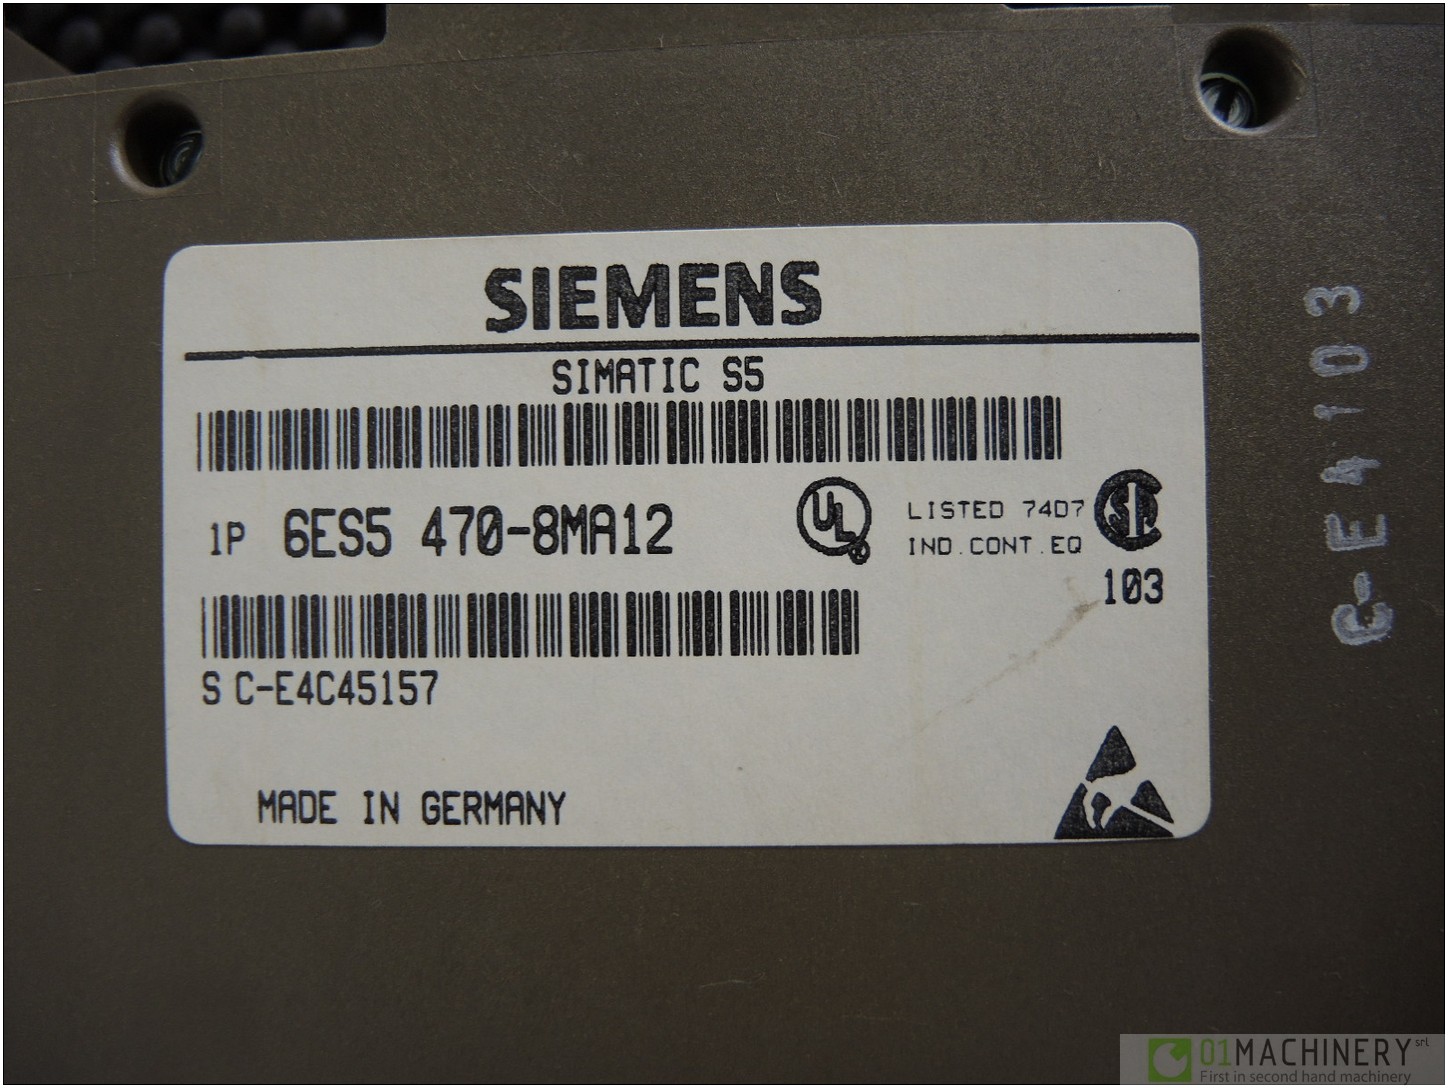 SIEMENS
SIMATIC S5
1P 6ES5 470-8MA12
UL
LISTED 74D7
IND.CONT.EQ
103
S C-E4C45157
MADE IN GERMANY
C-E4103
01MACHINERY srl
First in second hand machinery